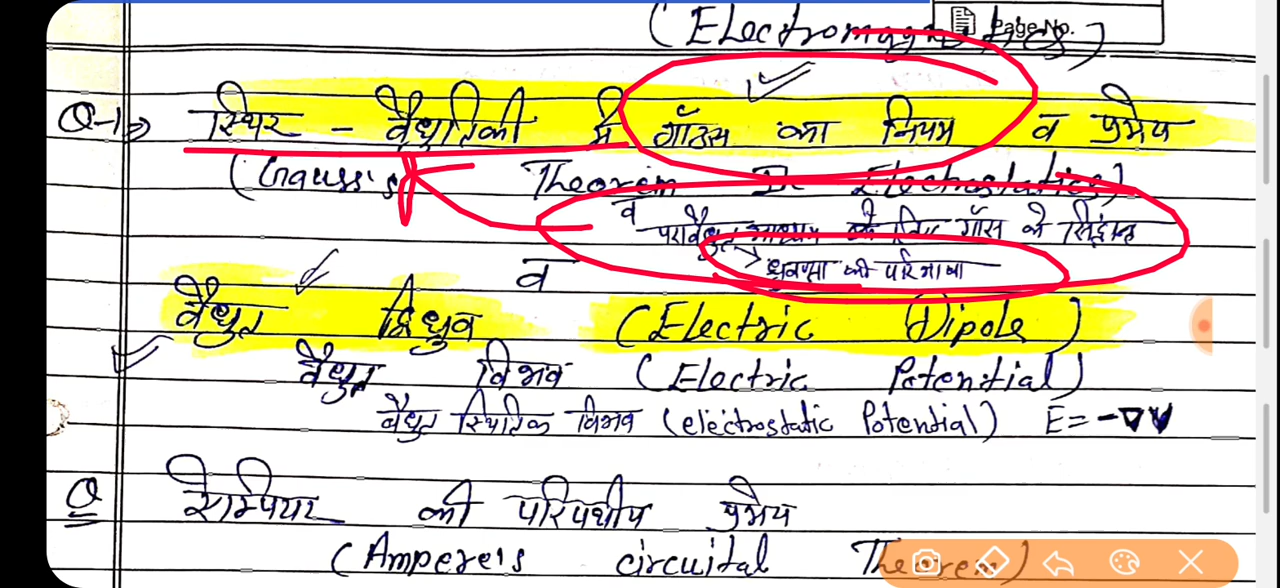 (Electromagnetics)
Page No.
Q-1⇒ स्थिर - वैधुतिकी में गॉउस का नियम व प्रमेय
(Gauss's Theorem In Electrostatics)
व
परावैधुत माध्यम के लिए गॉस के सिद्धान्त
→ ध्रुवणता की परिभाषा
व
वैधुत द्विध्रुव (Electric Dipole)
वैधुत विभव (Electric Potential)
वैधुत स्थितिक विभव (electrostatic Potential) E = -∇V
Q ऐम्पियर की परिपथीय प्रमेय
(Ampere's circuital Theorem)